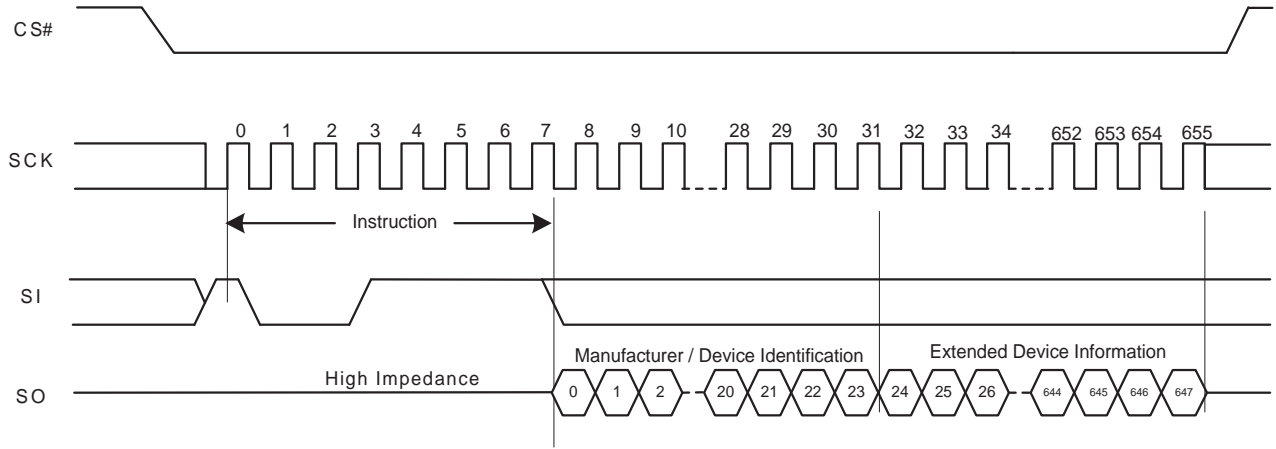 CS#
0 1 2 3 4 5 6 7 8 9 10 28 29 30 31 32 33 34 652 653 654 655
SCK
Instruction
SI
Manufacturer / Device Identification Extended Device Information
High Impedance
SO 0 1 2 20 21 22 23 24 25 26 644 645 646 647